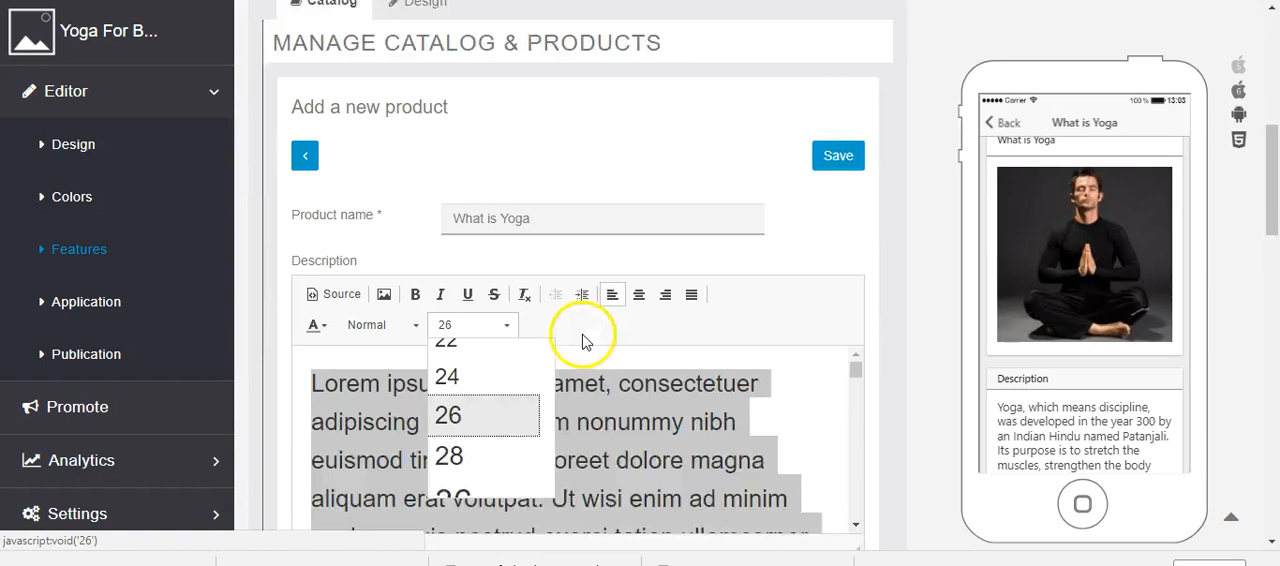 Catalog
Design
Yoga For B...
MANAGE CATALOG & PRODUCTS
Editor
Add a new product
Design
Save
Colors
Product name * What is Yoga
Features
Description
Source B I U S
Application
A Normal 26
Publication
22
24
26
28
Lorem amet, consectetuer
adipiscing nonummy nibh
euismod dolore magna
aliquam erat volutpat. Ut wisi enim ad minim
Promote
Analytics
Settings
javascript:void('26')
Carrier 100% 13:03
Back What is Yoga
What is Yoga
Description
Yoga, which means discipline,
was developed in the year 300 by
an Indian Hindu named Patanjali.
Its purpose is to stretch the
muscles, strengthen the body